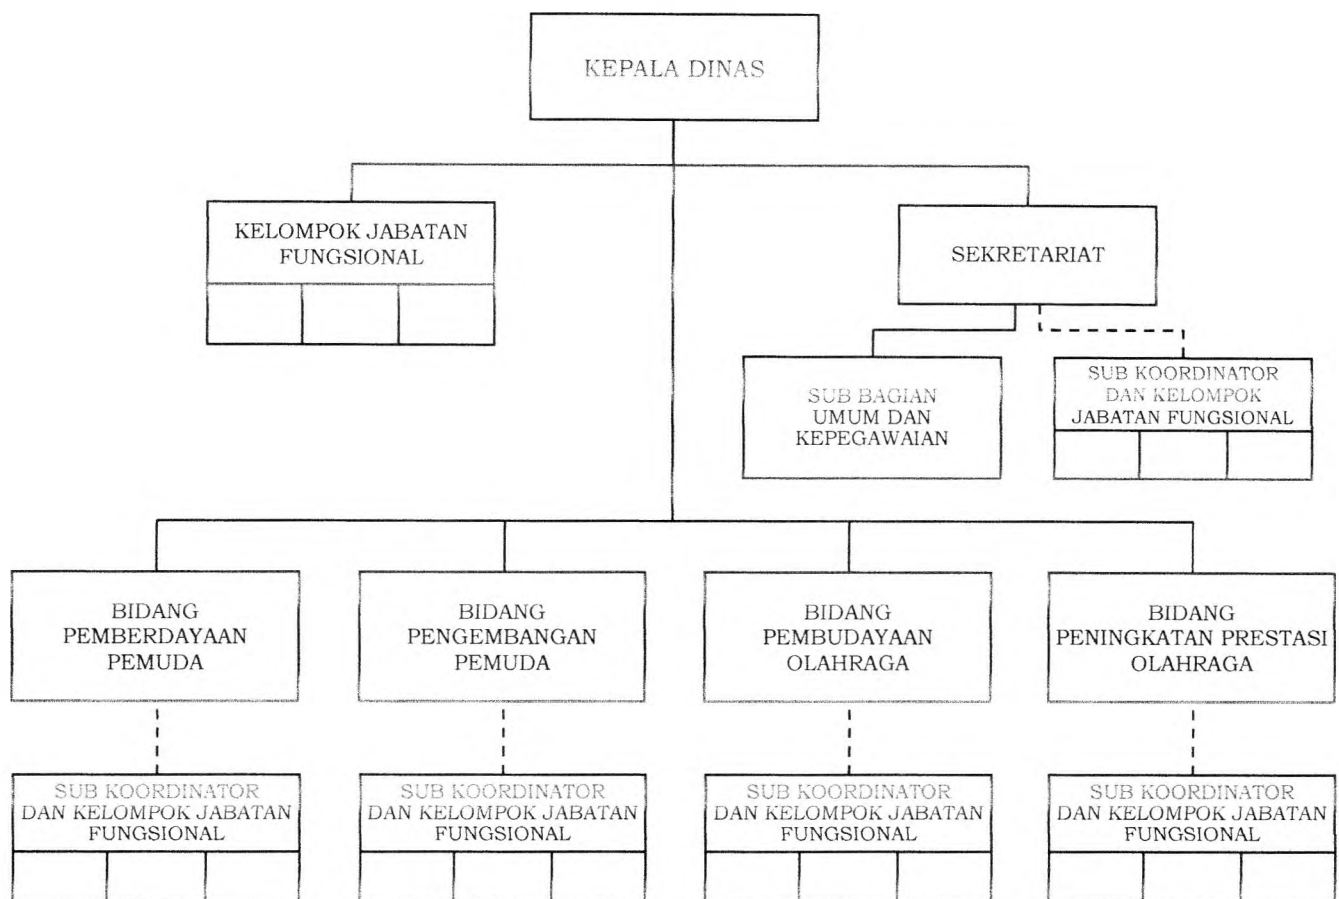 KEPALA DINAS
KELOMPOK JABATAN
FUNGSIONAL
SEKRETARIAT
SUB BAGIAN
UMUM DAN
KEPEGAWAIAN
SUB KOORDINATOR
DAN KELOMPOK
JABATAN FUNGSIONAL
BIDANG
PEMBERDAYAAN
PEMUDA
BIDANG
PENGEMBANGAN
PEMUDA
BIDANG
PEMBUDAYAAN
OLAHRAGA
BIDANG
PENINGKATAN PRESTASI
OLAHRAGA
SUB KOORDINATOR
DAN KELOMPOK JABATAN
FUNGSIONAL
SUB KOORDINATOR
DAN KELOMPOK JABATAN
FUNGSIONAL
SUB KOORDINATOR
DAN KELOMPOK JABATAN
FUNGSIONAL
SUB KOORDINATOR
DAN KELOMPOK JABATAN
FUNGSIONAL